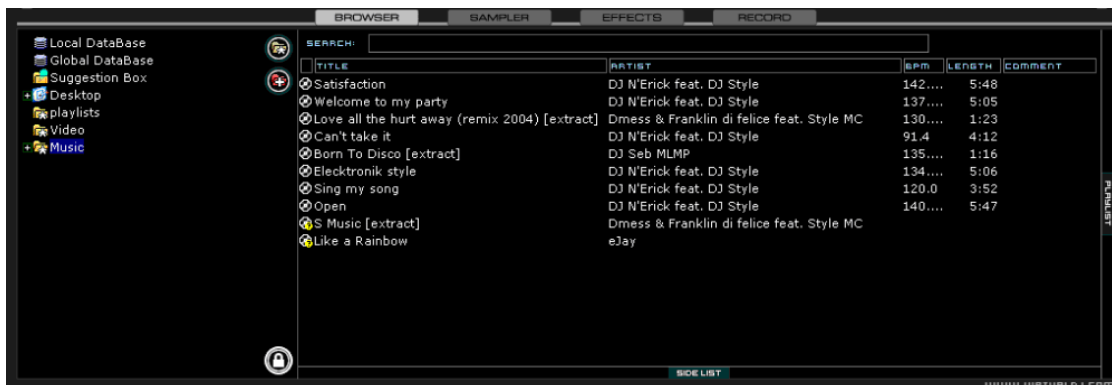 BROWSER SAMPLER EFFECTS RECORD
Local DataBase
Global DataBase
Suggestion Box
Desktop
playlists
Video
Music
SEARCH:
TITLE ARTIST BPM LENGTH COMMENT
Satisfaction DJ N'Erick feat. DJ Style 142.... 5:48
Welcome to my party DJ N'Erick feat. DJ Style 137.... 5:05
Love all the hurt away (remix 2004) [extract] Dmess & Franklin di felice feat. Style MC 130.... 1:23
Can't take it DJ N'Erick feat. DJ Style 91.4 4:12
Born To Disco [extract] DJ Seb MLMP 135.... 1:16
Elecktronik style DJ N'Erick feat. DJ Style 134.... 5:06
Sing my song DJ N'Erick feat. DJ Style 120.0 3:52
Open DJ N'Erick feat. DJ Style 140.... 5:47
S Music [extract] Dmess & Franklin di felice feat. Style MC
Like a Rainbow eJay
PLAYLIST
SIDE LIST